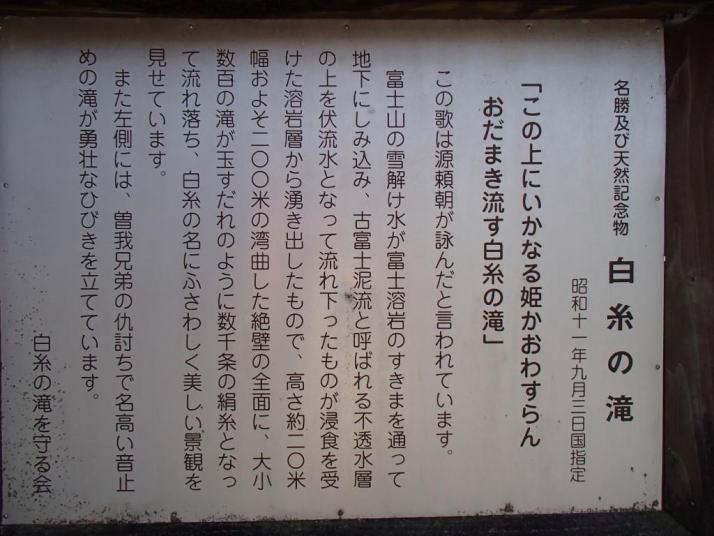 名勝及び天然記念物 白糸の滝
昭和十一年九月三日国指定
「この上にいかなる姫かおわすらん
おだまき流す白糸の滝」
この歌は源頼朝が詠んだと言われています。
富士山の雪解け水が富士溶岩のすきまを通って
地下にしみ込み、古富士泥流と呼ばれる不透水層
の上を伏流水となって流れ下ったものが浸食を受
けた溶岩層から湧き出したもので、高さ約二〇米
幅およそ二〇〇米の湾曲した絶壁の全面に、大小
数百の滝が玉すだれのように数千条の絹糸となっ
て流れ落ち、白糸の名にふさわしく美しい景観を
見せています。
また左側には、曽我兄弟の仇討ちで名高い音止
めの滝が勇壮なひびきを立てています。
白糸の滝を守る会